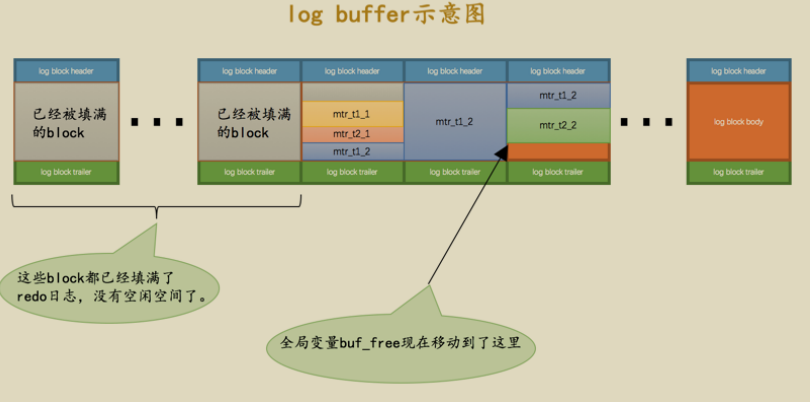 log buffer示意图
log block header
log block header
log block header
log block header
log block header
log block header
已经被填满
的block
已经被填满
的block
mtr_t1_1
mtr_t2_1
mtr_t1_2
mtr_t1_2
mtr_t1_2
mtr_t2_2
log block body
log block trailer
log block trailer
log block trailer
log block trailer
log block trailer
log block trailer
这些block都已经填满了
redo日志，没有空闲空间了。
全局变量buf_free现在移动到了这里